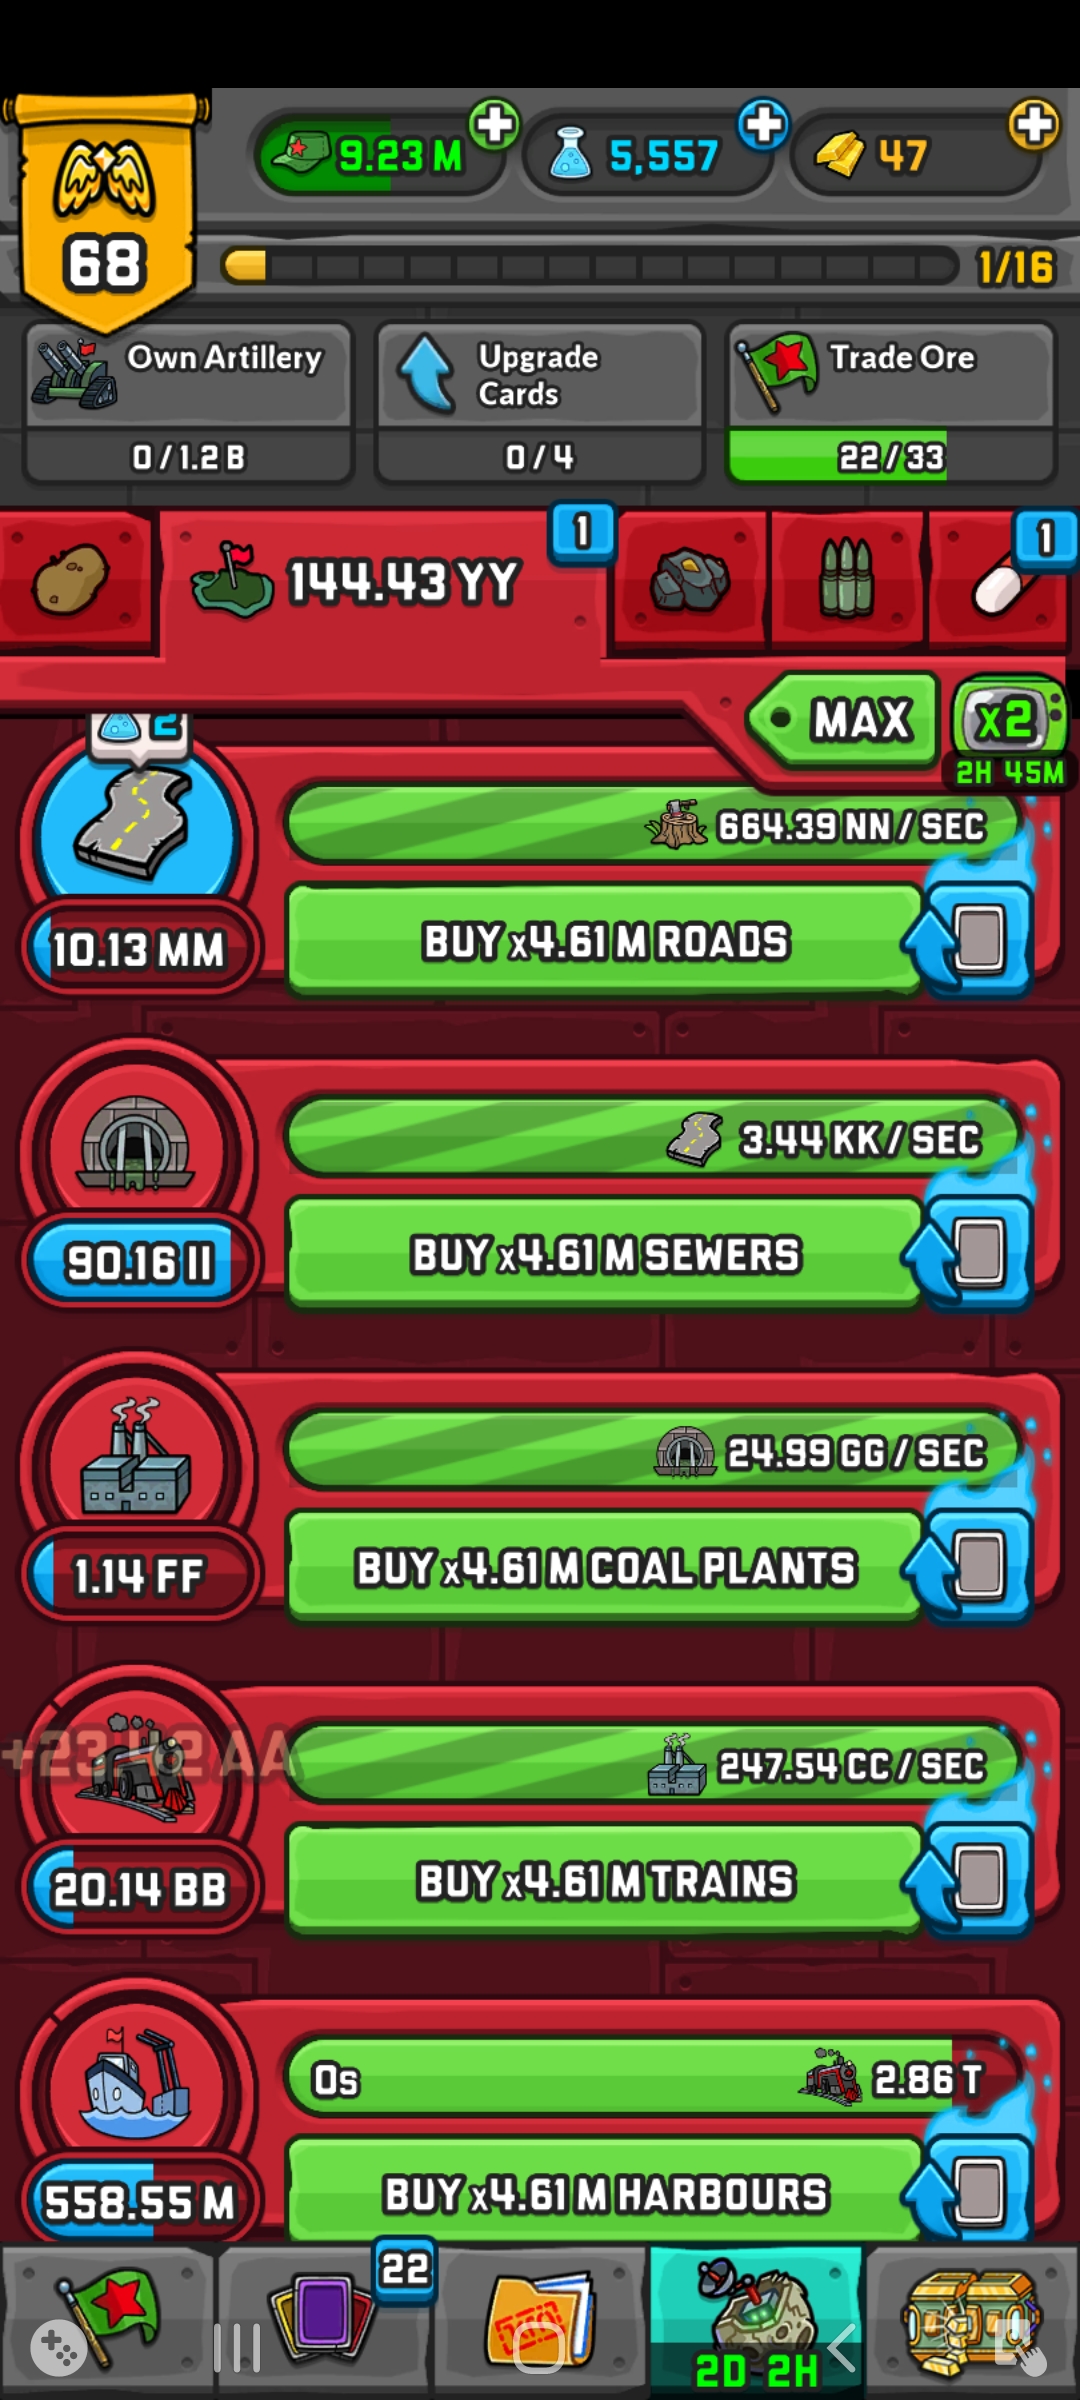 9.23 M
5,557
47
68
1/16
Own Artillery
0 / 1.2 B
Upgrade
Cards
0 / 4
Trade Ore
22 / 33
144.43 YY
1
1
MAX
x2
2H 45M
2
664.39 NN / SEC
10.13 MM
BUY x4.61 M ROADS
3.44 KK / SEC
90.16 II
BUY x4.61 M SEWERS
24.99 GG / SEC
1.14 FF
BUY x4.61 M COAL PLANTS
247.54 CC / SEC
20.14 BB
BUY x4.61 M TRAINS
0s
2.86 T
558.55 M
BUY x4.61 M HARBOURS
22
2D 2H